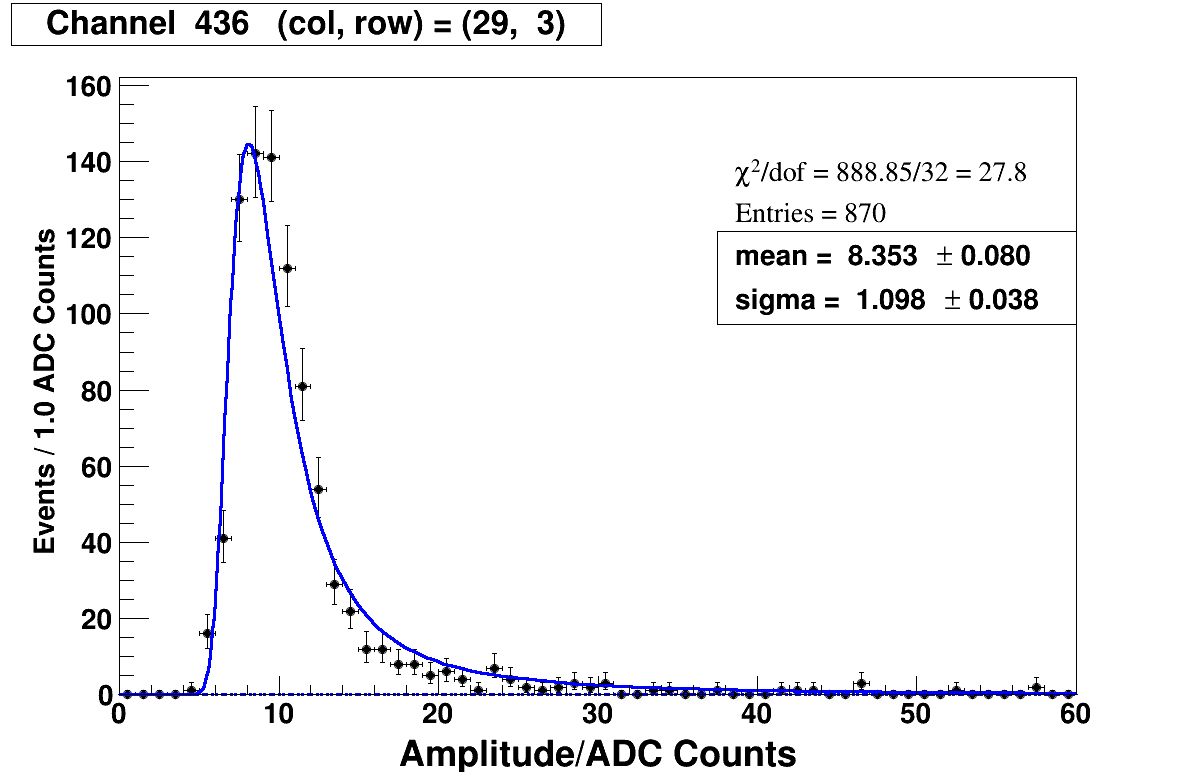 Channel 436 (col, row) = (29, 3)
160
140
120
100
80
60
40
20
0
Events / 1.0 ADC Counts
χ²/dof = 888.85/32 = 27.8
Entries = 870
mean = 8.353 ± 0.080
sigma = 1.098 ± 0.038
0 10 20 30 40 50 60
Amplitude/ADC Counts